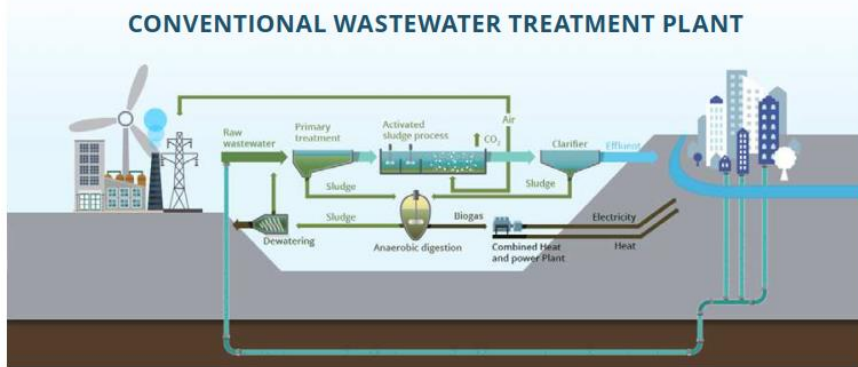 CONVENTIONAL WASTEWATER TREATMENT PLANT
Air
Raw
wastewater
Primary
treatment
Activated
sludge process
CO₂
Clarifier
Effluent
Sludge
Sludge
Sludge
Biogas
Electricity
Dewatering
Anaerobic digestion
Combined Heat
and power Plant
Heat